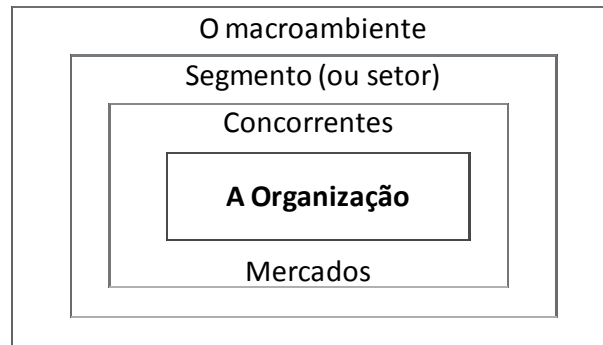 O macroambiente
Segmento (ou setor)
Concorrentes
A Organização
Mercados